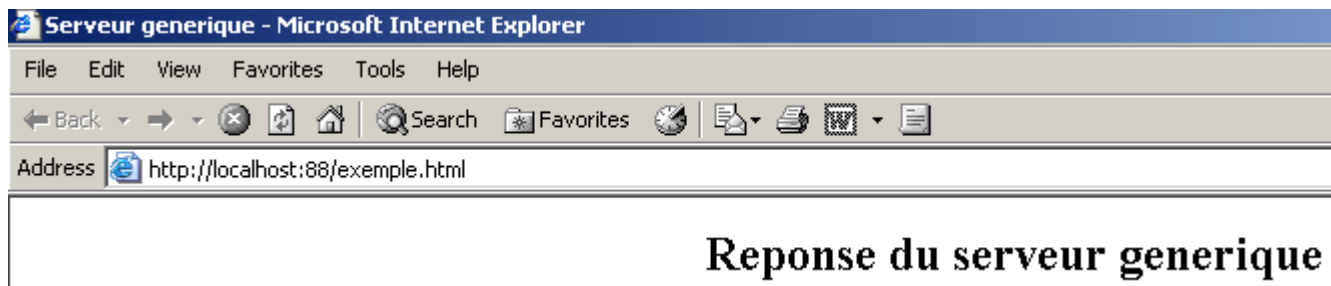 Serveur generique - Microsoft Internet Explorer
File Edit View Favorites Tools Help
Back Search Favorites
Address http://localhost:88/exemple.html
Reponse du serveur generique